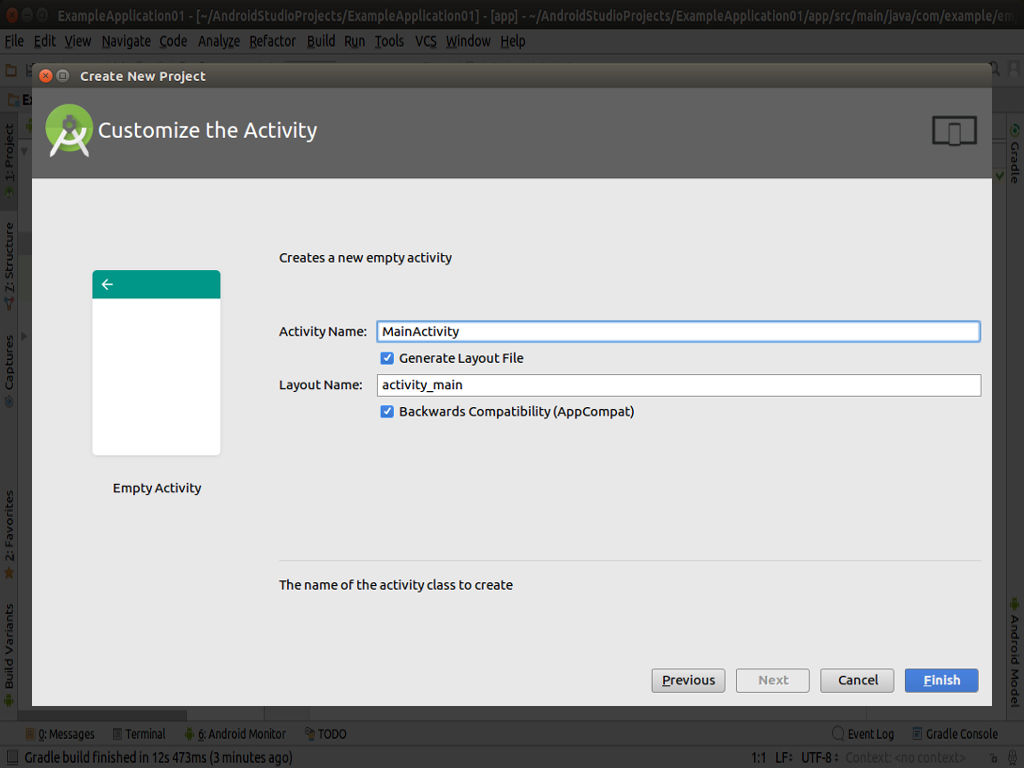 ExampleApplication01 - [~/AndroidStudioProjects/ExampleApplication01] - [app] - ~/AndroidStudioProjects/ExampleApplication01/app/src/main/java/com/example/em
File Edit View Navigate Code Analyze Refactor Build Run Tools VCS Window Help
Create New Project
Customize the Activity
1: Project
Z: Structure
Captures
2: Favorites
Build Variants
Gradle
Android Model
Creates a new empty activity
Activity Name: MainActivity
Generate Layout File
Layout Name: activity_main
Backwards Compatibility (AppCompat)
Empty Activity
The name of the activity class to create
Previous Next Cancel Finish
0: Messages Terminal 6: Android Monitor TODO Event Log Gradle Console
Gradle build finished in 12s 473ms (3 minutes ago) 1:1 LF: UTF-8: Context: <no context>